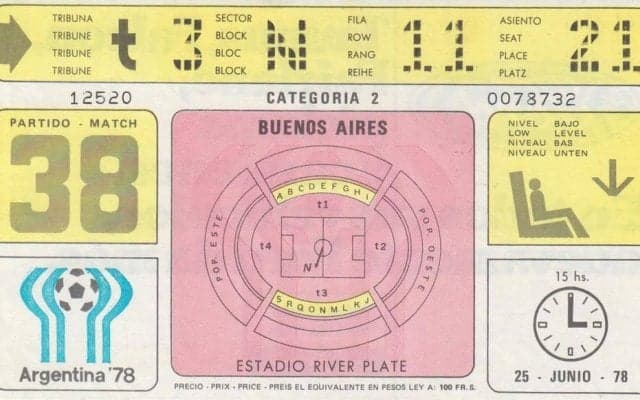 TRIBUNA
TRIBUNE
TRIBUNE
TRIBUNE
t 3
SECTOR
BLOCK
BLOC
BLOCK
N
FILA
ROW
RANG
REIHE
11
ASIENTO
SEAT
PLACE
PLATZ
21
12520
CATEGORIA 2
0078732
PARTIDO - MATCH
38
BUENOS AIRES
A B C D E F G H I
t1
POP. ESTE
t4
N
t2
POP. OESTE
t3
S R Q O N M L K J
ESTADIO RIVER PLATE
NIVEL BAJO
LOW LEVEL
NIVEAU BAS
NIVEAU UNTEN
Argentina '78
15 hs.
25 - JUNIO - 78
PRECIO - PRIX - PRICE - PREIS EL EQUIVALENTE EN PESOS LEY A: 100 FR.S.